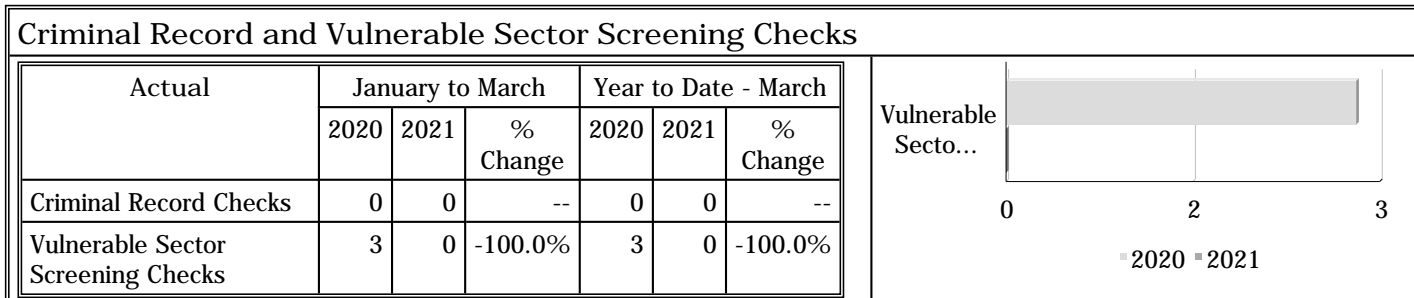 Criminal Record and Vulnerable Sector Screening Checks
Actual January to March Year to Date - March
2020 2021 % Change 2020 2021 % Change
Criminal Record Checks 0 0 -- 0 0 --
Vulnerable Sector Screening Checks 3 0 -100.0% 3 0 -100.0%
Vulnerable
Secto...
0 2 3
2020 2021